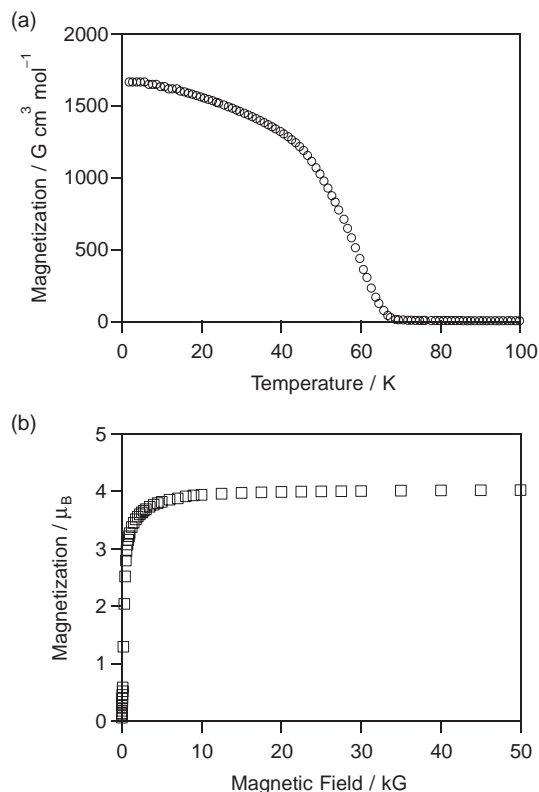 (a)
2000
1500
1000
500
0
Magnetization / G cm³ mol⁻¹
0 20 40 60 80 100
Temperature / K
(b)
5
4
3
2
1
0
Magnetization / μB
0 10 20 30 40 50
Magnetic Field / kG